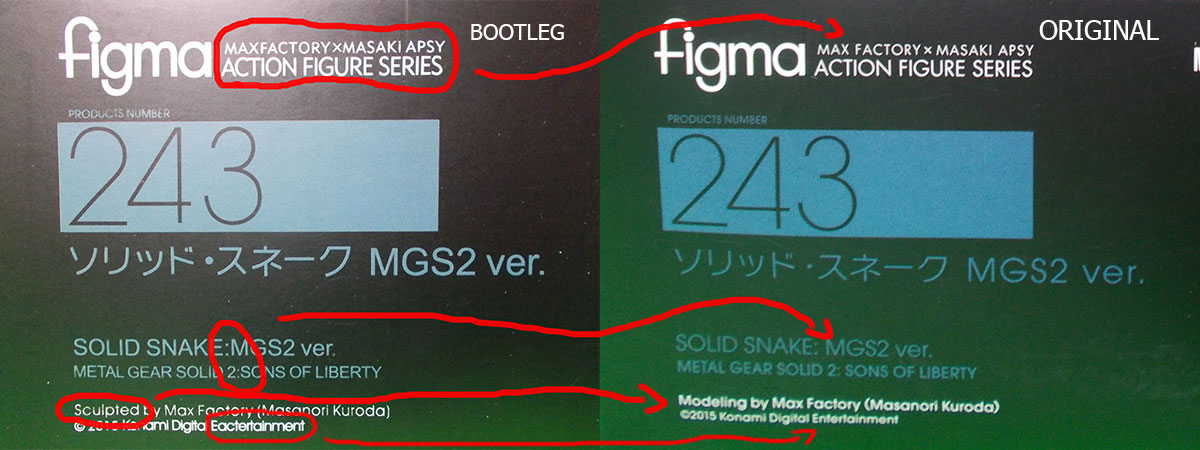 BOOTLEG
figma
MAXFACTORY×MASAKI APSY
ACTION FIGURE SERIES
PRODUCTS NUMBER
243
ソリッド・スネーク MGS2 ver.
SOLID SNAKE:MGS2 ver.
METAL GEAR SOLID 2:SONS OF LIBERTY
Sculpted by Max Factory (Masanori Kuroda)
© 2015 Konami Digital Eactertainment
ORIGINAL
figma
MAX FACTORY × MASAKI APSY
ACTION FIGURE SERIES
PRODUCTS NUMBER
243
ソリッド・スネーク MGS2 ver.
SOLID SNAKE: MGS2 ver.
METAL GEAR SOLID 2: SONS OF LIBERTY
Modeling by Max Factory (Masanori Kuroda)
©2015 Konami Digital Entertainment